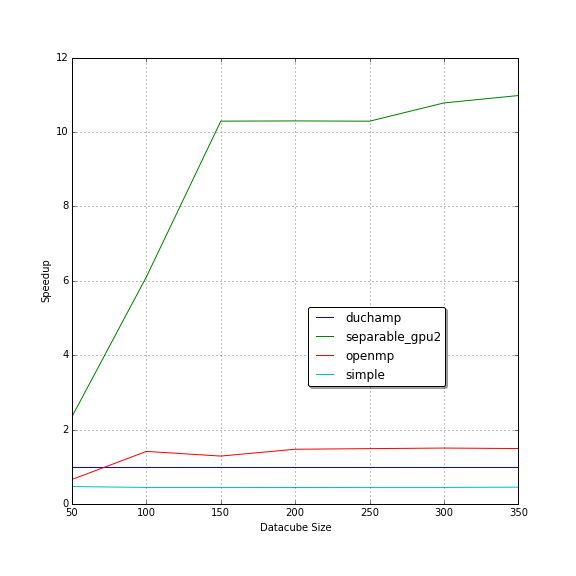 12
10
8
6
4
2
0
Speedup
duchamp
separable_gpu2
openmp
simple
50 100 150 200 250 300 350
Datacube Size